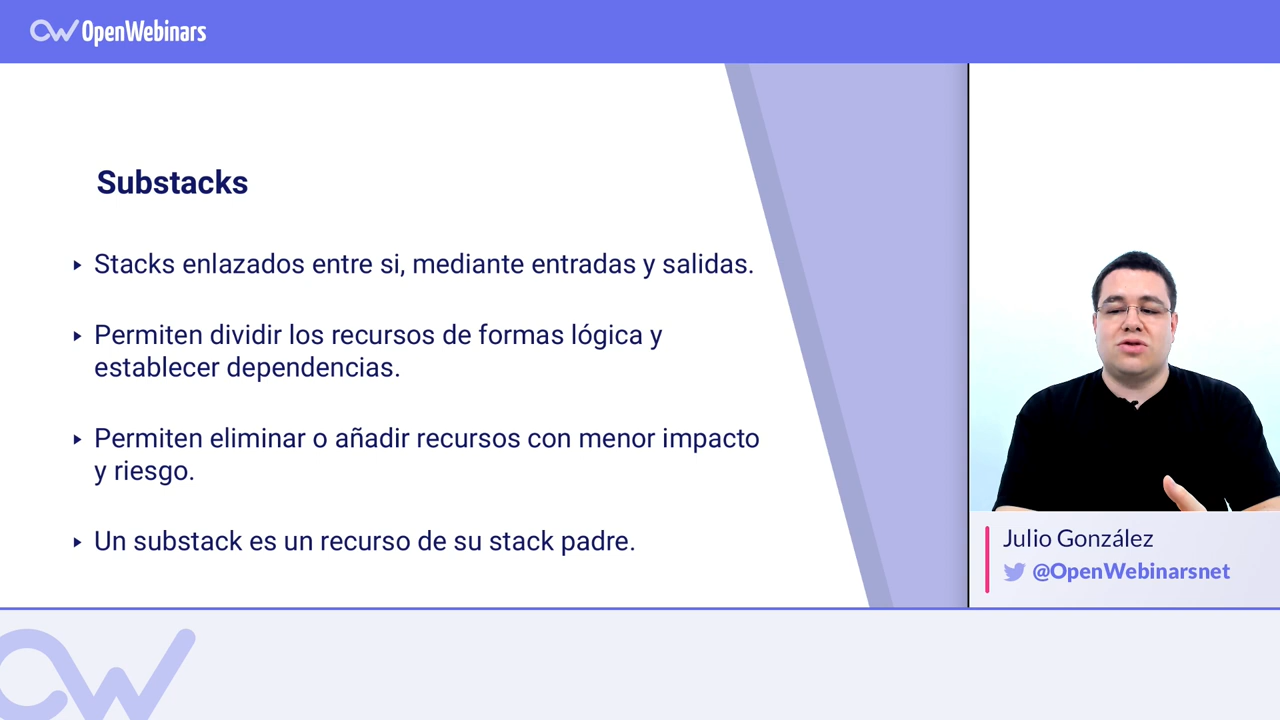 OpenWebinars
Substacks
‣ Stacks enlazados entre si, mediante entradas y salidas.
‣ Permiten dividir los recursos de formas lógica y
establecer dependencias.
‣ Permiten eliminar o añadir recursos con menor impacto
y riesgo.
‣ Un substack es un recurso de su stack padre.
Julio González
@OpenWebinarsnet